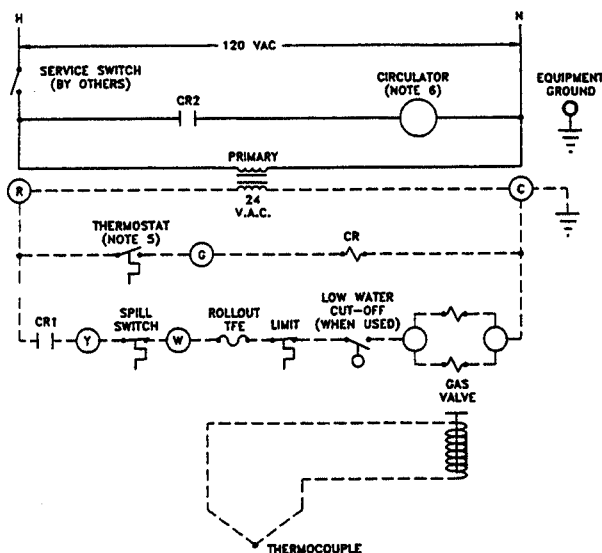 H
N
120 VAC
SERVICE SWITCH
(BY OTHERS)
CR2
CIRCULATOR
(NOTE 6)
EQUIPMENT
GROUND
PRIMARY
R
24
V.A.C.
C
THERMOSTAT
(NOTE 5)
G
CR
CR1
Y
SPILL
SWITCH
W
ROLLOUT
TFE
LIMIT
LOW WATER
CUT-OFF
(WHEN USED)
GAS
VALVE
THERMOCOUPLE